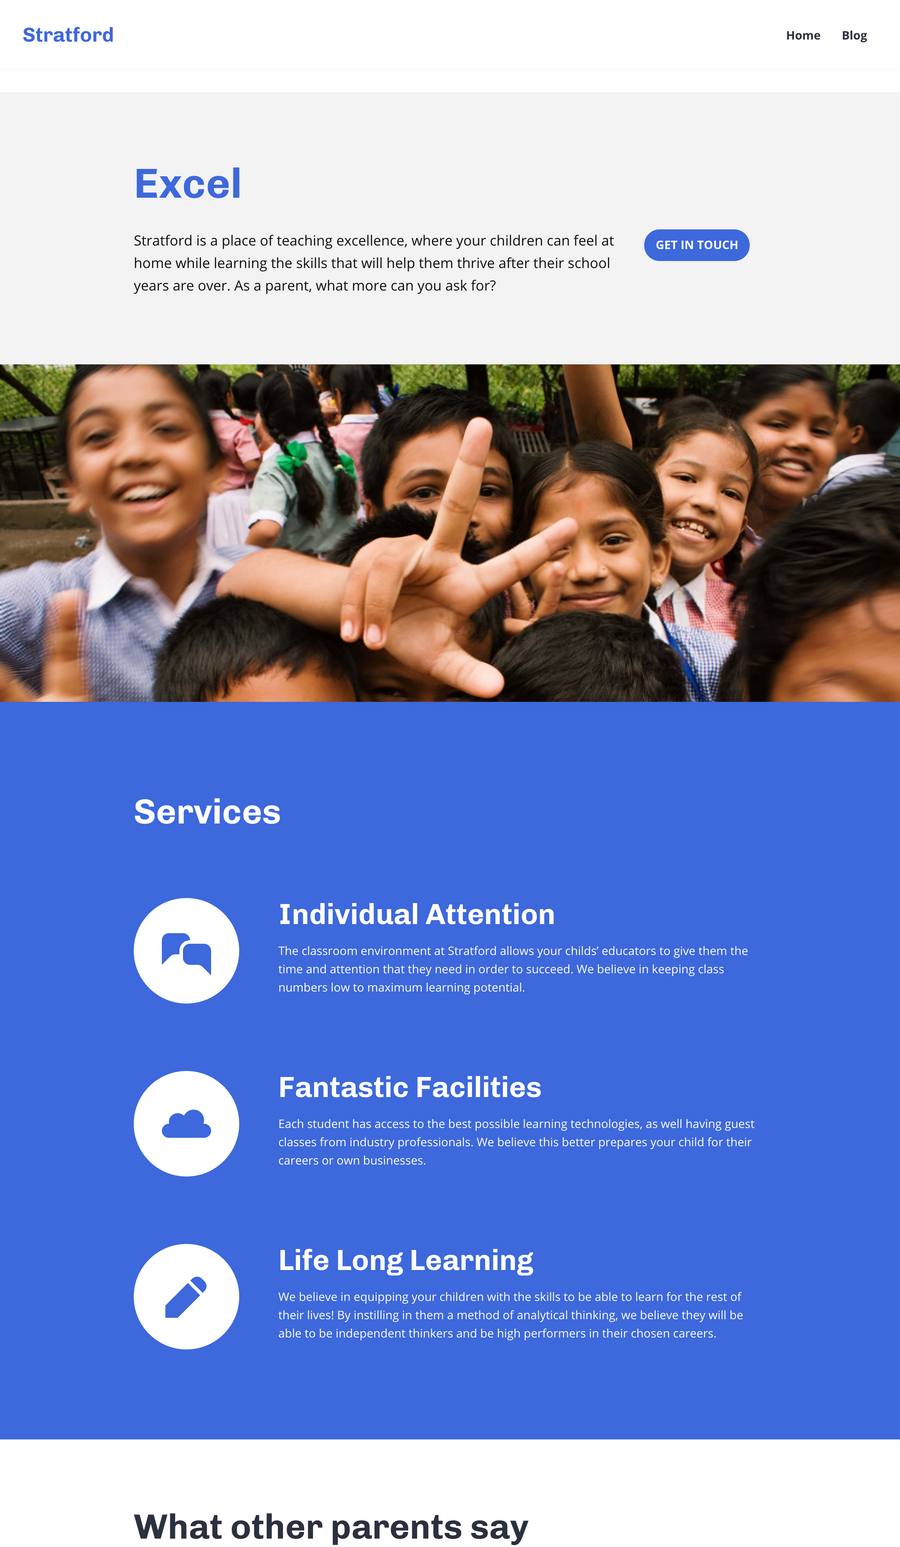 Stratford
Home Blog
Excel
Stratford is a place of teaching excellence, where your children can feel at
home while learning the skills that will help them thrive after their school
years are over. As a parent, what more can you ask for?
GET IN TOUCH
Services
Individual Attention
The classroom environment at Stratford allows your childs’ educators to give them the
time and attention that they need in order to succeed. We believe in keeping class
numbers low to maximum learning potential.
Fantastic Facilities
Each student has access to the best possible learning technologies, as well having guest
classes from industry professionals. We believe this better prepares your child for their
careers or own businesses.
Life Long Learning
We believe in equipping your children with the skills to be able to learn for the rest of
their lives! By instilling in them a method of analytical thinking, we believe they will be
able to be independent thinkers and be high performers in their chosen careers.
What other parents say